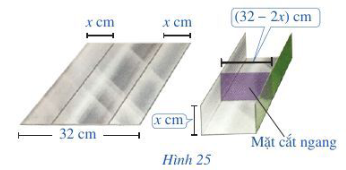 x cm
x cm
(32 – 2x) cm
x cm
32 cm
Mặt cắt ngang
Hình 25